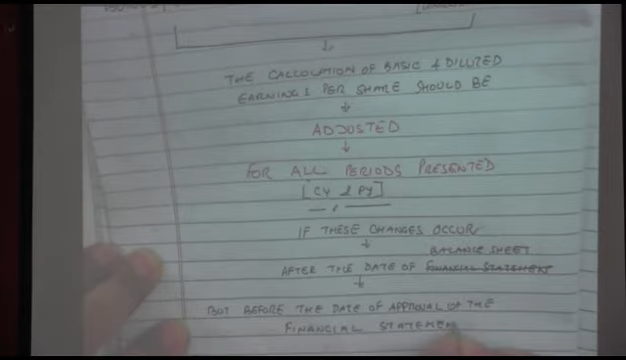 THE CALCULATION OF BASIC & DILUTED
EARNINGS PER SHARE SHOULD BE
ADJUSTED
FOR ALL PERIODS PRESENTED
[CY & PY]
IF THESE CHANGES OCCUR
BALANCE SHEET
AFTER THE DATE OF FINANCIAL STATEMENT
BUT BEFORE THE DATE OF APPROVAL OF THE
FINANCIAL STATEMEN